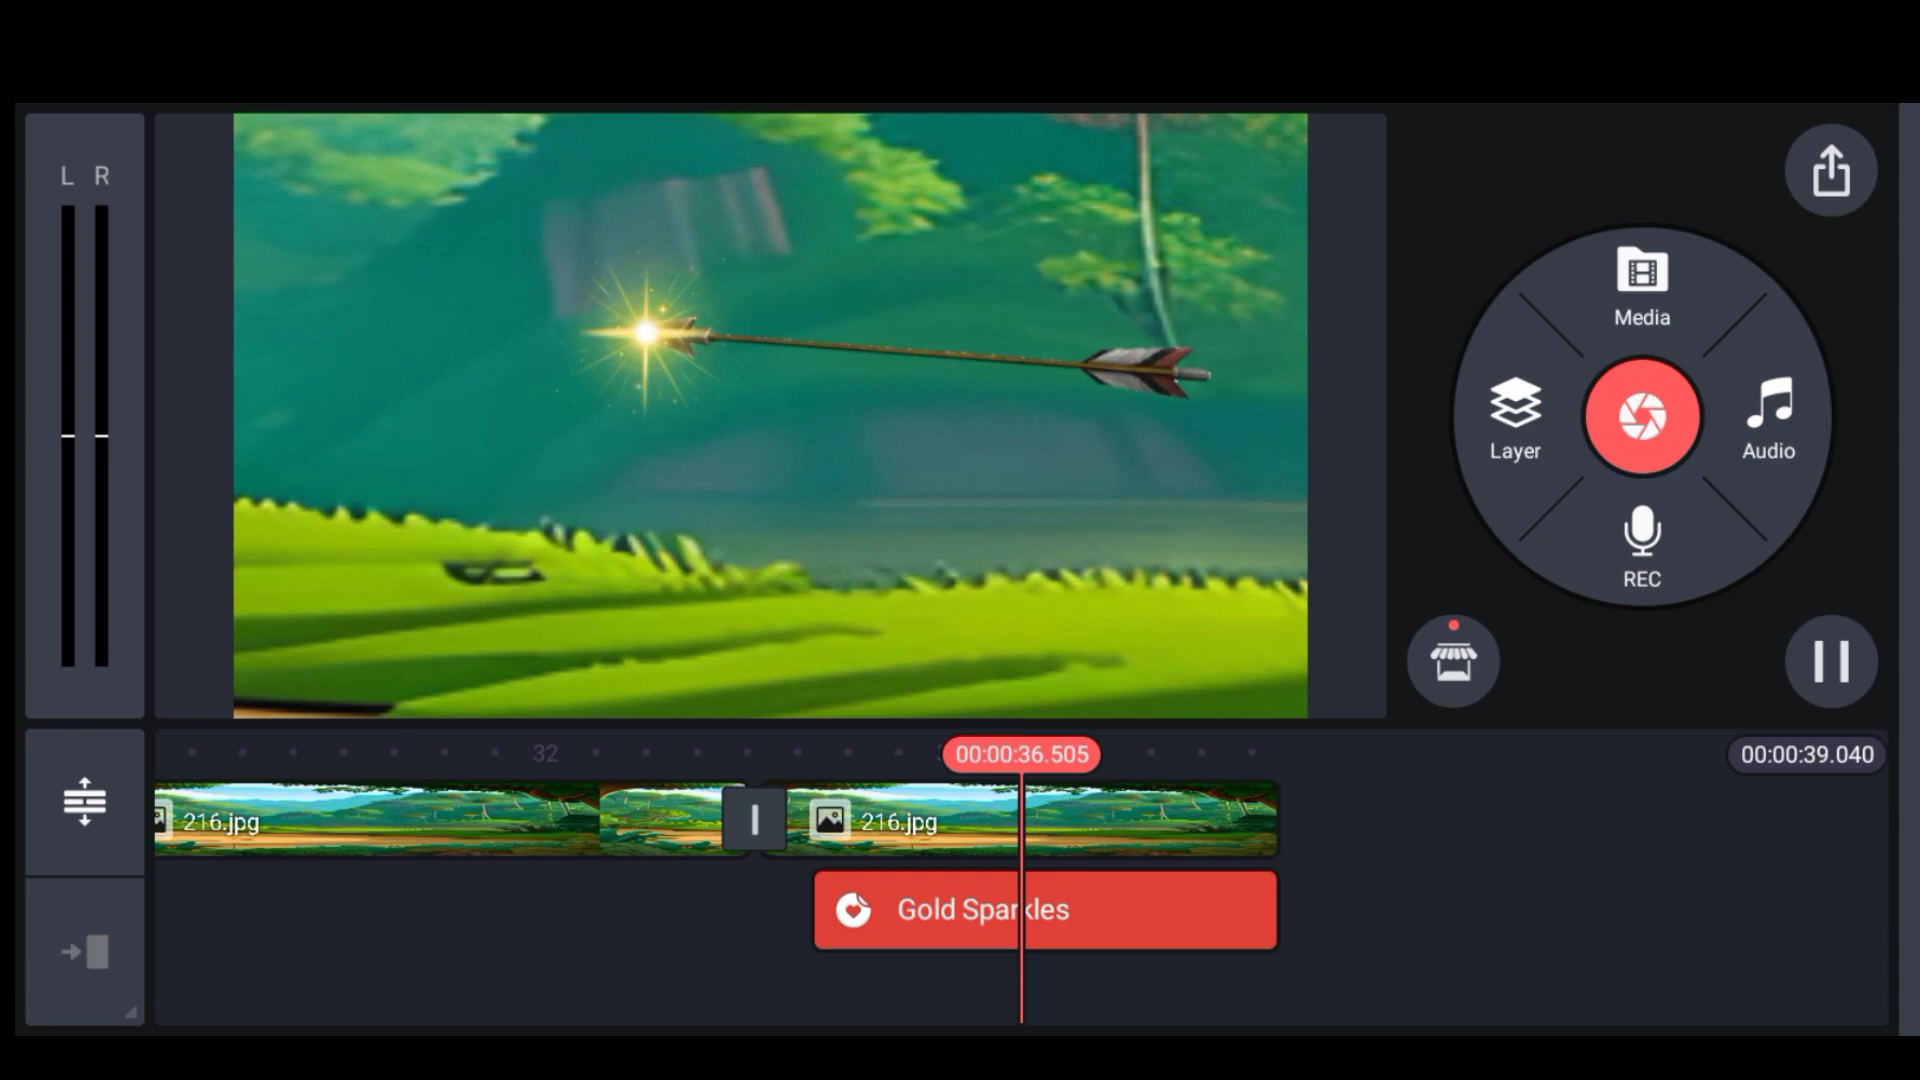 L R
Media
Layer
Audio
REC
32
00:00:36.505
00:00:39.040
216.jpg
216.jpg
Gold Sparkles